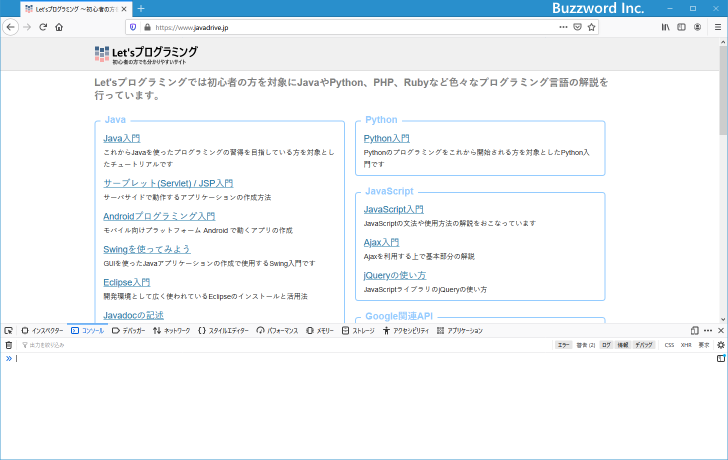 Let'sプログラミング ～初心者の方
Buzzword Inc.
https://www.javadrive.jp
Let'sプログラミング
初心者の方でも分かりやすいサイト
Let'sプログラミングでは初心者の方を対象にJavaやPython、PHP、Rubyなど色々なプログラミング言語の解説を
行っています。
Java
Java入門
これからJavaを使ったプログラミングの習得を目指している方を対象とし
たチュートリアルです
サーブレット(Servlet) / JSP入門
サーバサイドで動作するアプリケーションの作成方法
Androidプログラミング入門
モバイル向けプラットフォーム Android で動くアプリの作成
Swingを使ってみよう
GUIを使ったJavaアプリケーションの作成で使用するSwing入門です
Eclipse入門
開発環境として広く使われているEclipseのインストールと活用法
Javadocの記述
Python
Python入門
Pythonのプログラミングをこれから開始される方を対象としたPython入
門です
JavaScript
JavaScript入門
JavaScriptの文法や使用方法の解説をおこなっています
Ajax入門
Ajaxを利用する上で基本部分の解説
jQueryの使い方
JavaScriptライブラリのjQueryの使い方
Google関連API
インスペクター コンソール デバッガー ネットワーク スタイルエディター パフォーマンス メモリー ストレージ アクセシビリティ アプリケーション
出力を絞り込み エラー 警告 (2) ログ 情報 デバッグ CSS XHR 要求